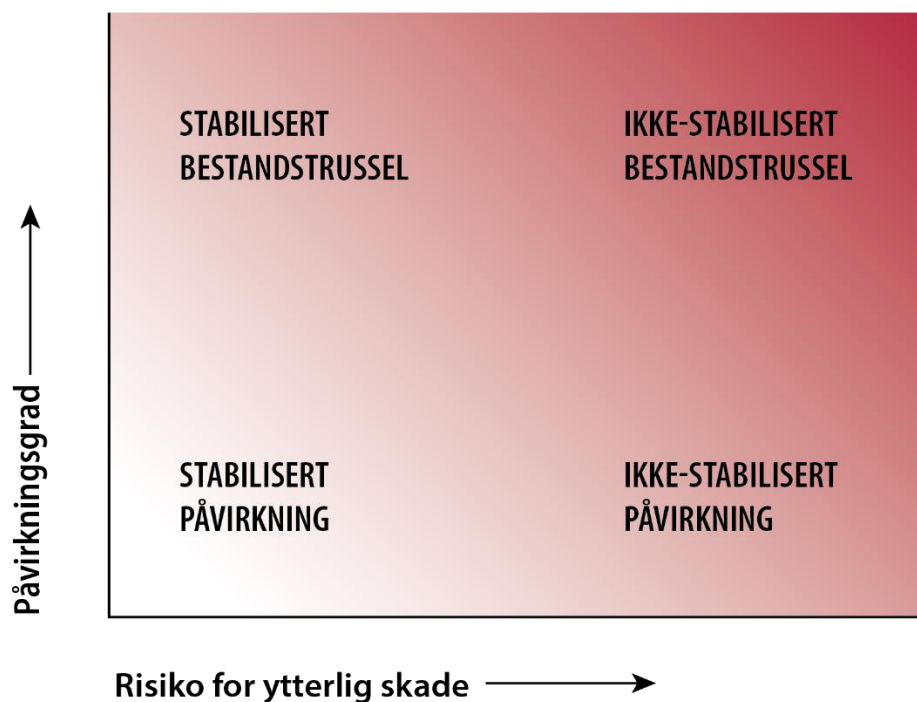 STABILISERT
BESTANDSTRUSSEL
IKKE-STABILISERT
BESTANDSTRUSSEL
Påvirkningsgrad
STABILISERT
PÅVIRKNING
IKKE-STABILISERT
PÅVIRKNING
Risiko for ytterlig skade